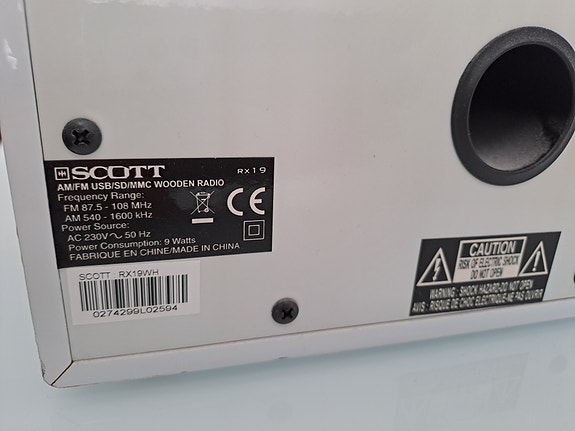 SCOTT RX19
AM/FM USB/SD/MMC WOODEN RADIO
Frequency Range:
FM 87.5 - 108 MHz
AM 540 - 1600 kHz
Power Source:
AC 230V ~ 50 Hz
Power Consumption: 9 Watts
FABRIQUE EN CHINE/MADE IN CHINA
CE
SCOTT RX19WH
0274299L02594
CAUTION
RISK OF ELECTRIC SHOCK
DO NOT OPEN
WARNING: SHOCK HAZARD-DO NOT OPEN
AVIS: RISQUE DE CHOC ELECTRIQUE-NE PAS OUVRIR